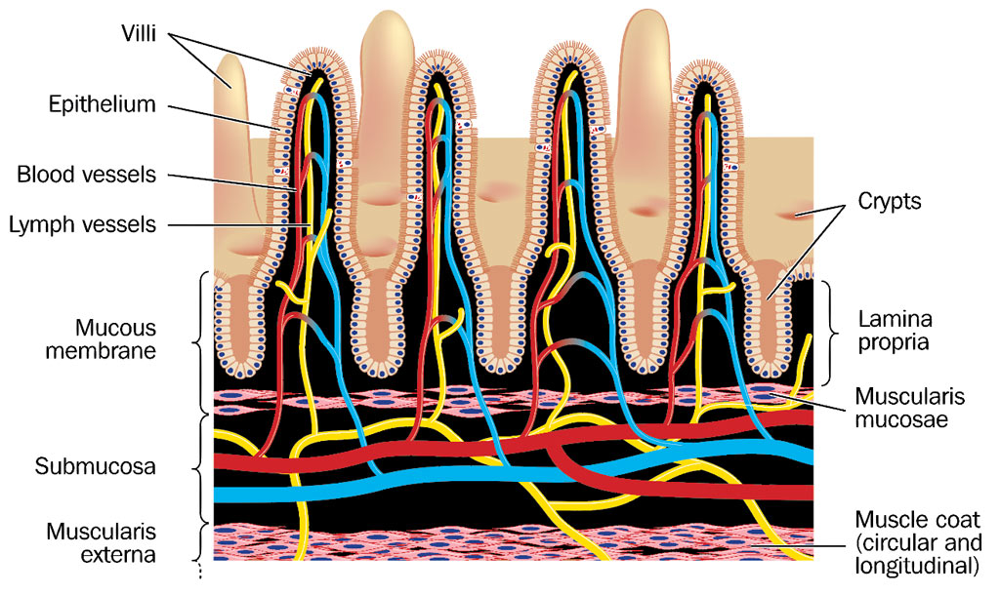 Villi
Epithelium
Blood vessels
Lymph vessels
Mucous
membrane
Submucosa
Muscularis
externa
Crypts
Lamina
propria
Muscularis
mucosae
Muscle coat
(circular and
longitudinal)